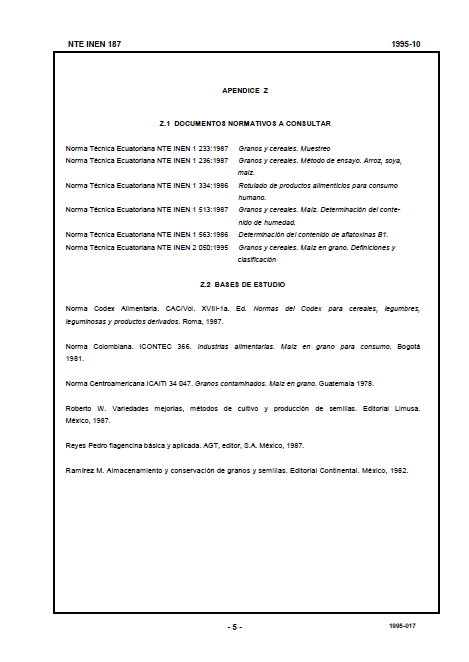 NTE INEN 187 1995-10
APENDICE Z
Z.1 DOCUMENTOS NORMATIVOS A CONSULTAR
Norma Técnica Ecuatoriana NTE INEN 1 233:1987 Granos y cereales. Muestreo
Norma Técnica Ecuatoriana NTE INEN 1 236:1987 Granos y cereales. Método de ensayo. Arroz, soya,
maíz.
Norma Técnica Ecuatoriana NTE INEN 1 334:1986 Rotulado de productos alimenticios para consumo
humano.
Norma Técnica Ecuatoriana NTE INEN 1 513:1987 Granos y cereales. Maíz. Determinación del conte-
nido de humedad.
Norma Técnica Ecuatoriana NTE INEN 1 563:1986 Determinación del contenido de aflatoxinas B1.
Norma Técnica Ecuatoriana NTE INEN 2 050:1995 Granos y cereales. Maíz en grano. Definiciones y
clasificación
Z.2 BASES DE ESTUDIO
Norma Codex Alimentaria. CAC/Vol. XVIII-1a. Ed. Normas del Codex para cereales, legumbres,
leguminosas y productos derivados. Roma, 1987.
Norma Colombiana. ICONTEC 366. Industrias alimentarias. Maíz en grano para consumo. Bogotá
1981.
Norma Centroamericana ICAITI 34 047. Granos contaminados. Maíz en grano. Guatemala 1978.
Roberto W. Variedades mejorías, métodos de cultivo y producción de semillas. Editorial Limusa.
México, 1987.
Reyes Pedro flagencina básica y aplicada. AGT, editor, S.A. México, 1987.
Ramírez M. Almacenamiento y conservación de granos y semillas. Editorial Continental. México, 1982.
- 5 - 1995-017